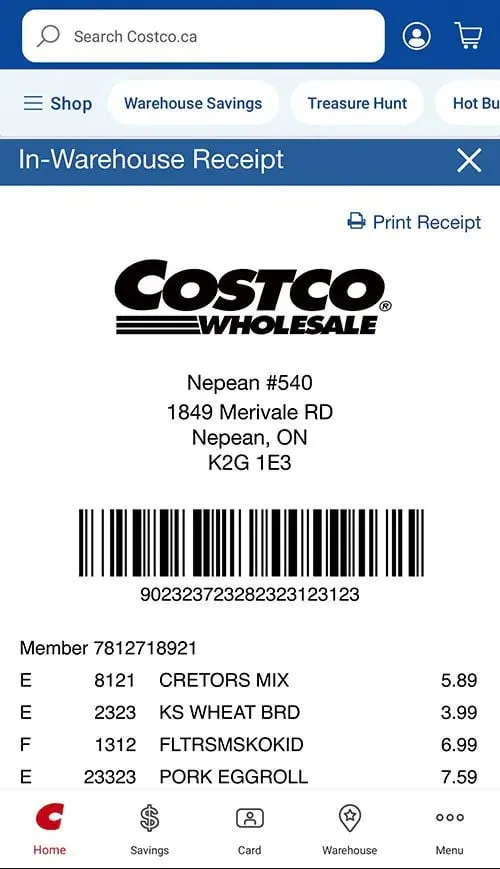 Search Costco.ca
Shop Warehouse Savings Treasure Hunt Hot Bu
In-Warehouse Receipt
Print Receipt
COSTCO®
WHOLESALE
Nepean #540
1849 Merivale RD
Nepean, ON
K2G 1E3
902323723282323123123
Member 7812718921
E 8121 CRETORS MIX 5.89
E 2323 KS WHEAT BRD 3.99
F 1312 FLTRSMSKOKID 6.99
E 23323 PORK EGGROLL 7.59
Home Savings Card Warehouse Menu